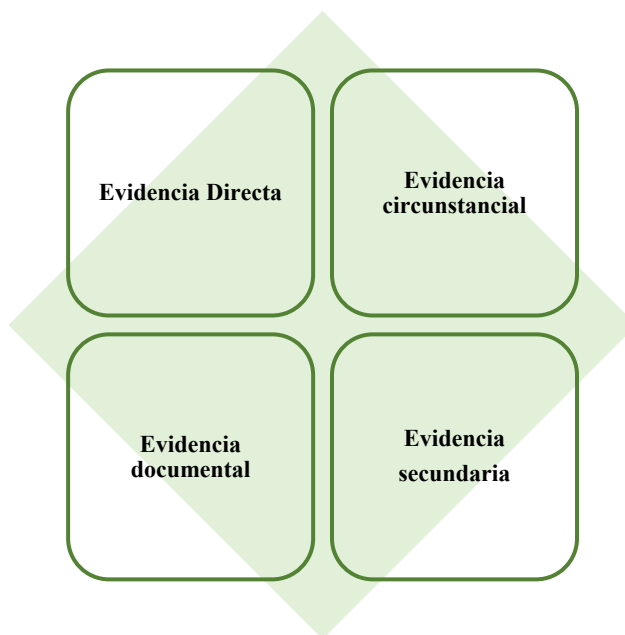 Evidencia Directa
Evidencia
circunstancial
Evidencia
documental
Evidencia
secundaria